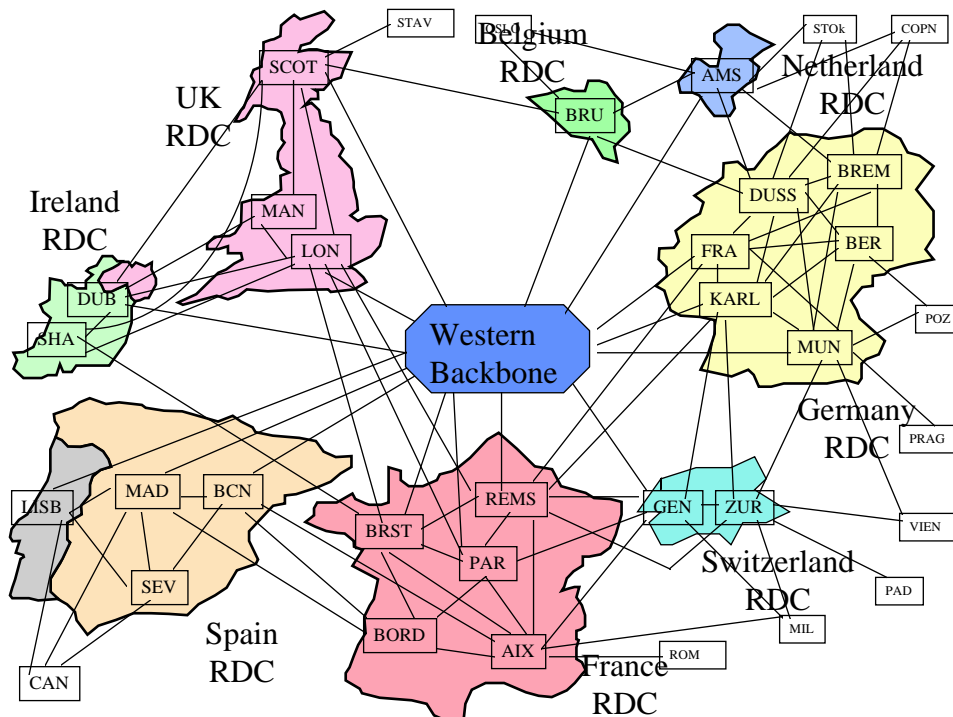 STAV
OSLO
STOk
COPN
Belgium
RDC
SCOT
AMS
Netherland
RDC
UK
RDC
BRU
BREM
DUSS
Ireland
RDC
MAN
LON
FRA
BER
DUB
KARL
SHA
Western
Backbone
MUN
POZ
Germany
RDC
PRAG
LISB
MAD
BCN
REMS
GEN
ZUR
BRST
VIEN
PAR
Switzerland
RDC
SEV
PAD
Spain
RDC
BORD
AIX
France
RDC
ROM
MIL
CAN